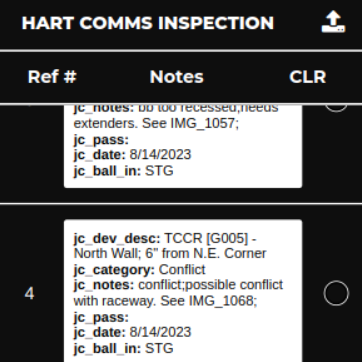 HART COMMS INSPECTION
Ref # Notes CLR
jc_notes: bb too recessed;needs
extenders. See IMG_1057;
jc_pass:
jc_date: 8/14/2023
jc_ball_in: STG
4
jc_dev_desc: TCCR [G005] -
North Wall; 6" from N.E. Corner
jc_category: Conflict
jc_notes: conflict;possible conflict
with raceway. See IMG_1068;
jc_pass:
jc_date: 8/14/2023
jc_ball_in: STG